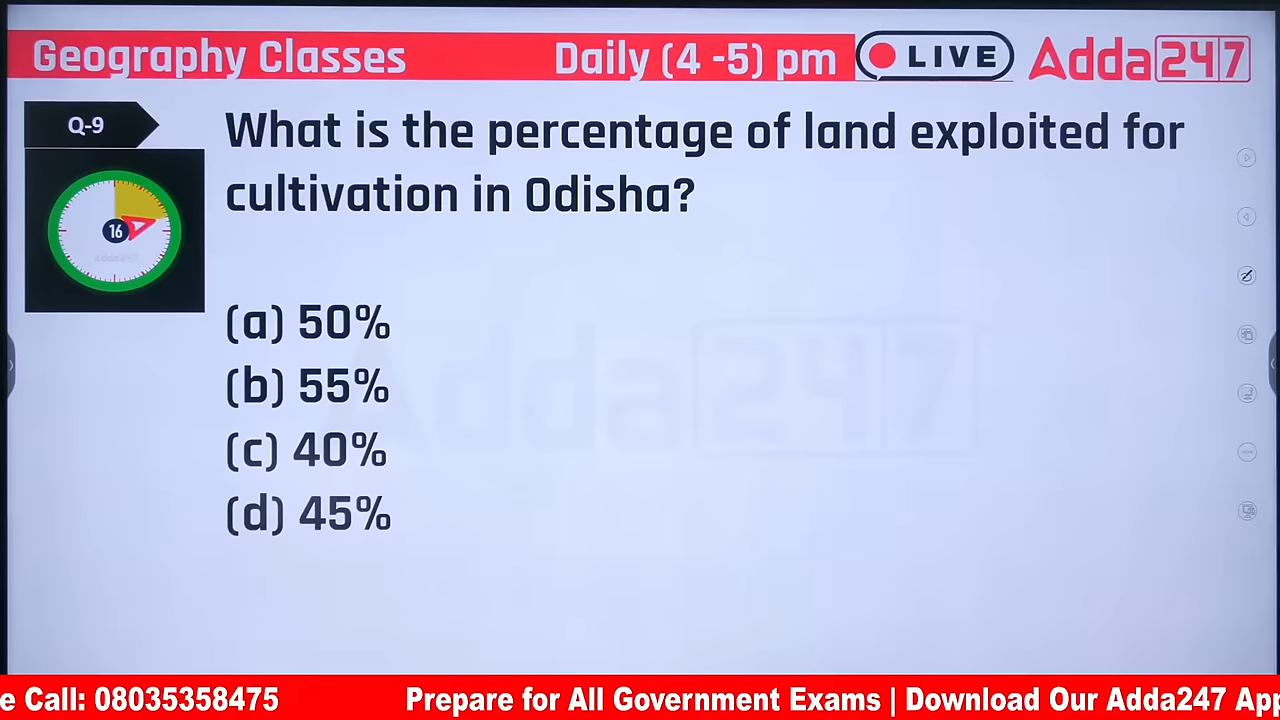 Geography Classes Daily (4 -5) pm LIVE Adda247
Q-9
What is the percentage of land exploited for
cultivation in Odisha?
16
(a) 50%
(b) 55%
(c) 40%
(d) 45%
Adda247
e Call: 08035358475 Prepare for All Government Exams | Download Our Adda247 App